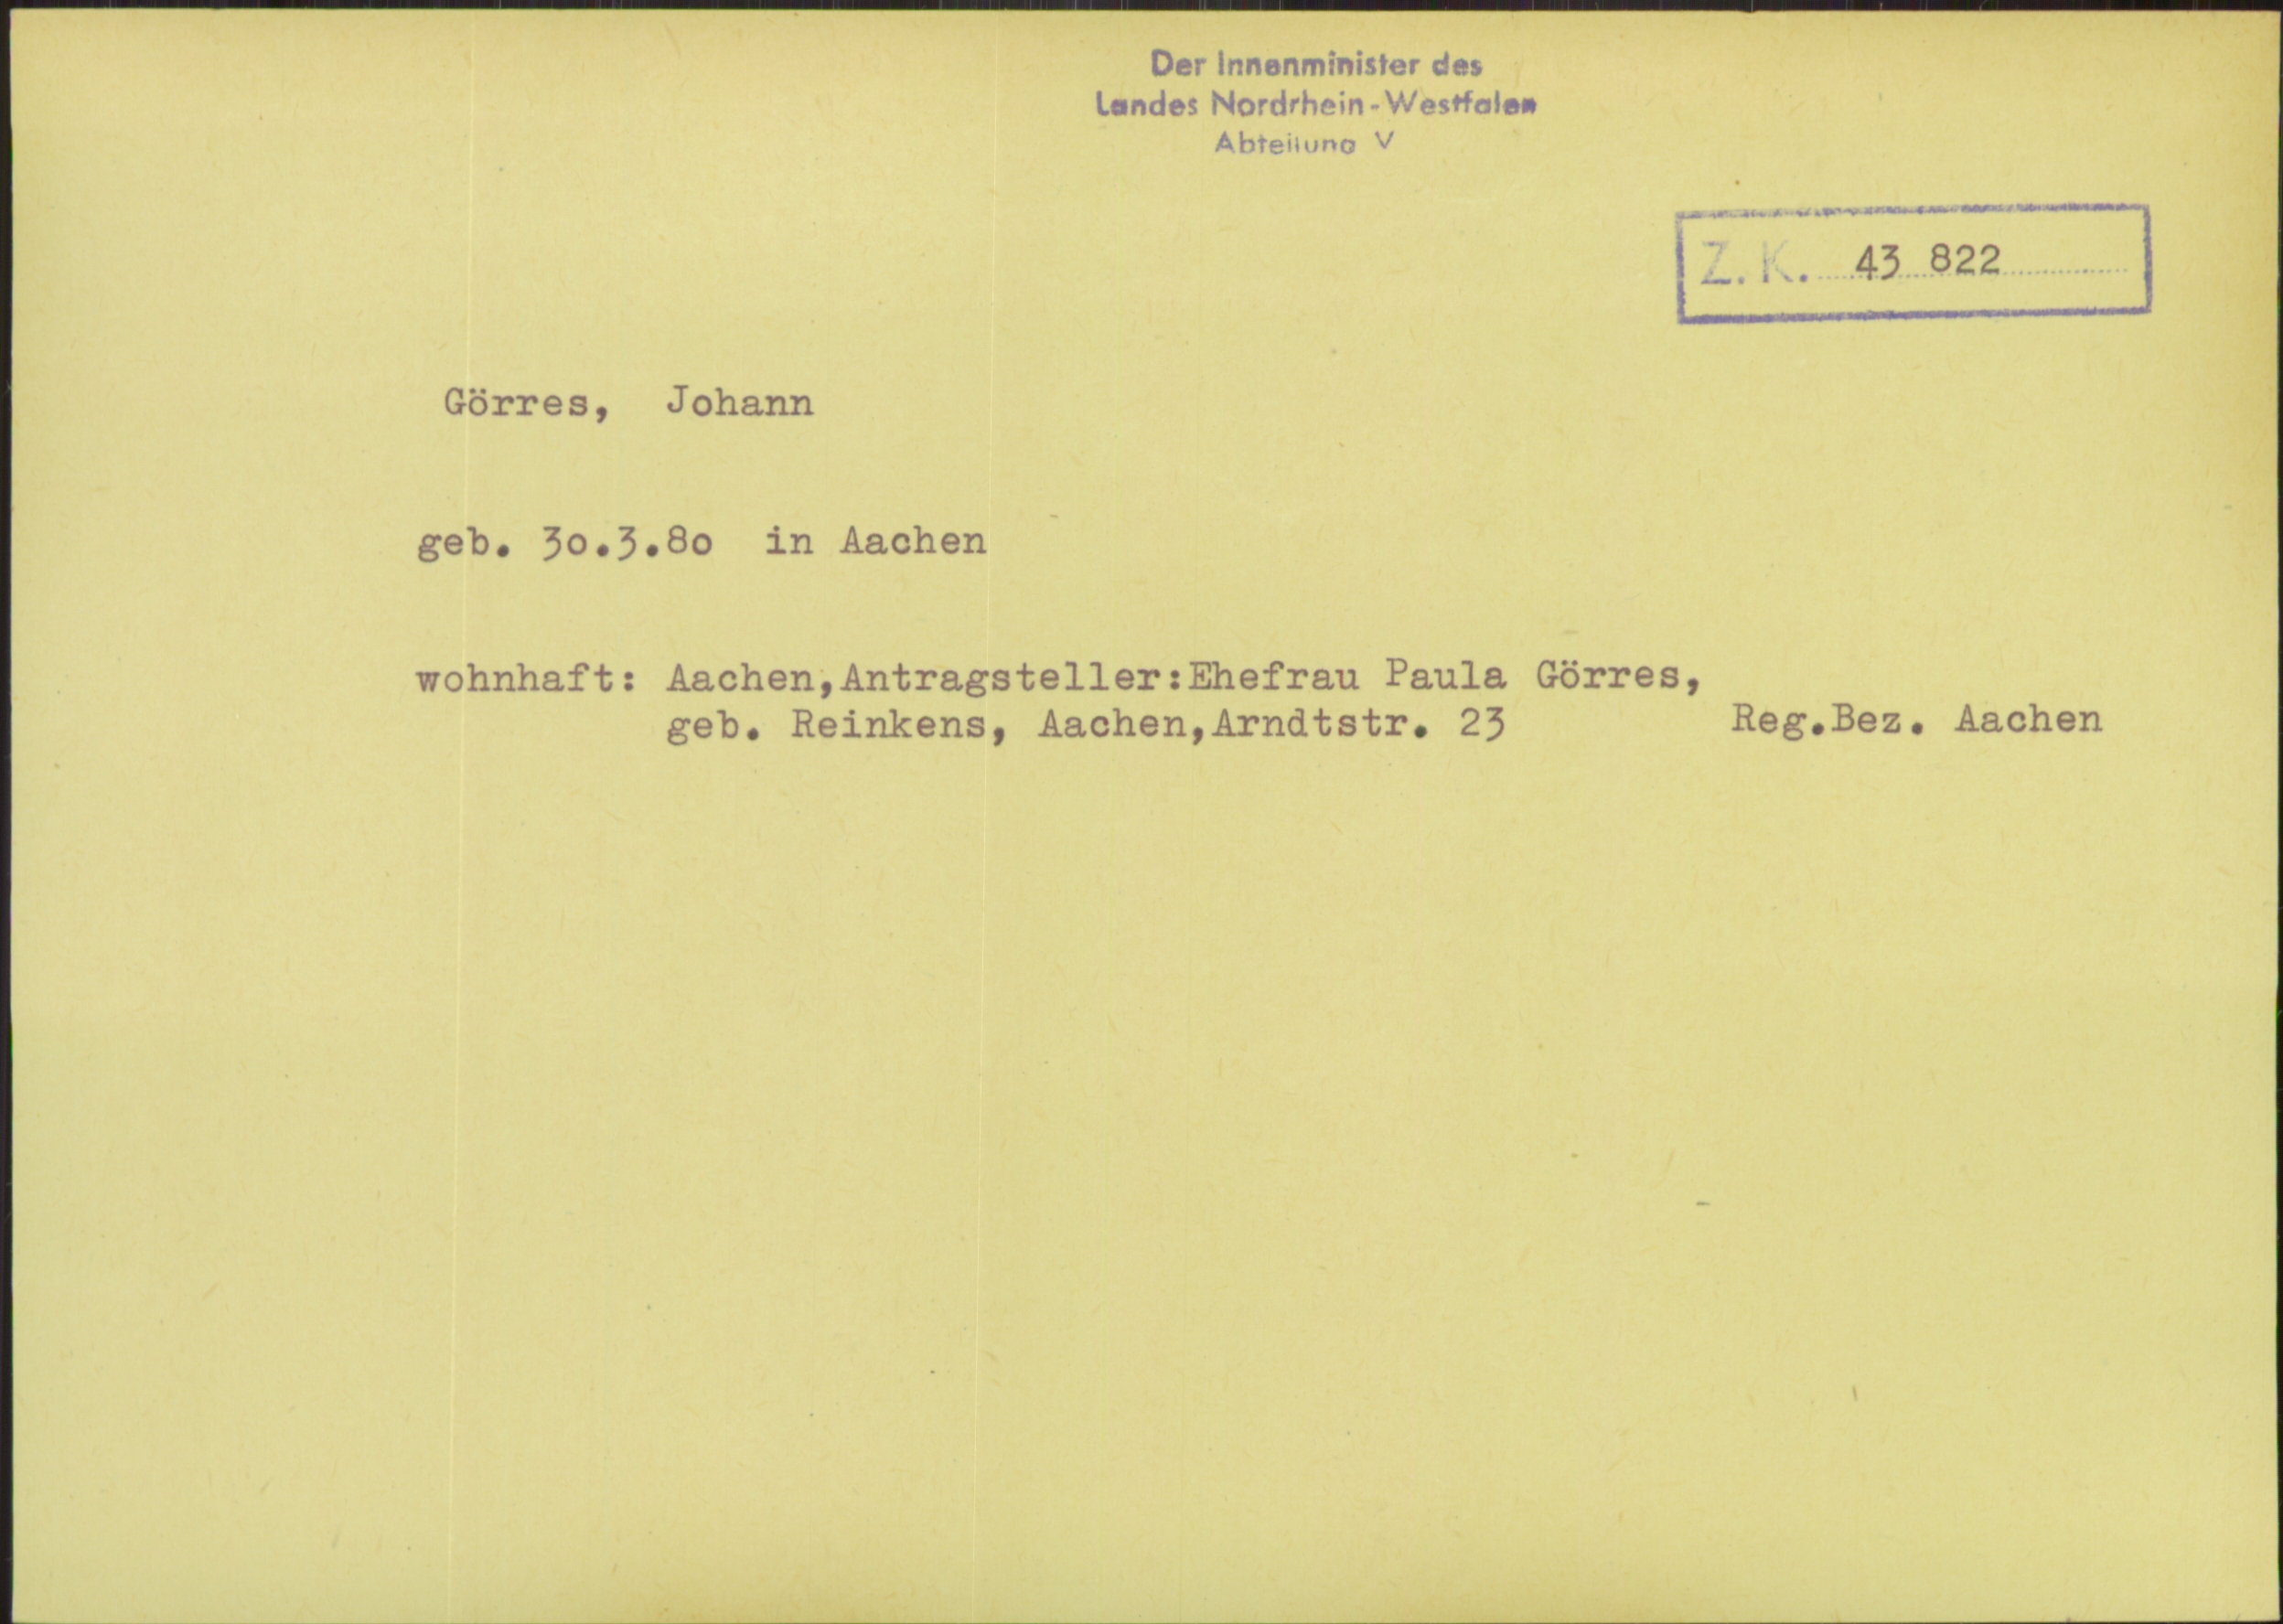 Der Innenminister des
Landes Nordrhein-Westfalen
Abteilung V
Z. K. 43 822
Görres, Johann
geb. 30.3.80 in Aachen
wohnhaft: Aachen,Antragsteller:Ehefrau Paula Görres,
geb. Reinkens, Aachen,Arndtstr. 23 Reg.Bez. Aachen